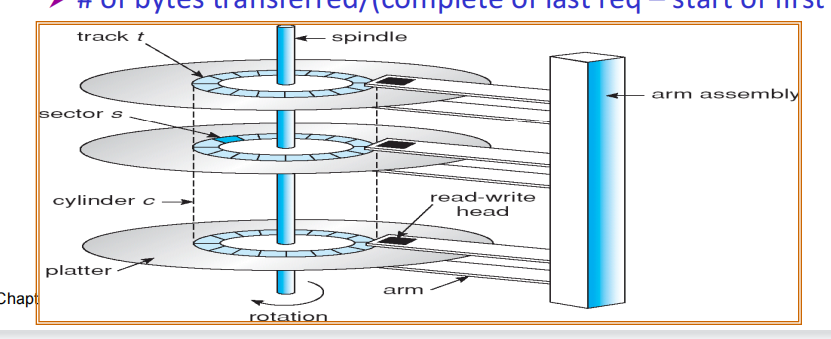 # of bytes transferred/(complete of last req – start of first
track t
spindle
arm assembly
sector s
cylinder c
read-write
head
platter
arm
Chapt
rotation